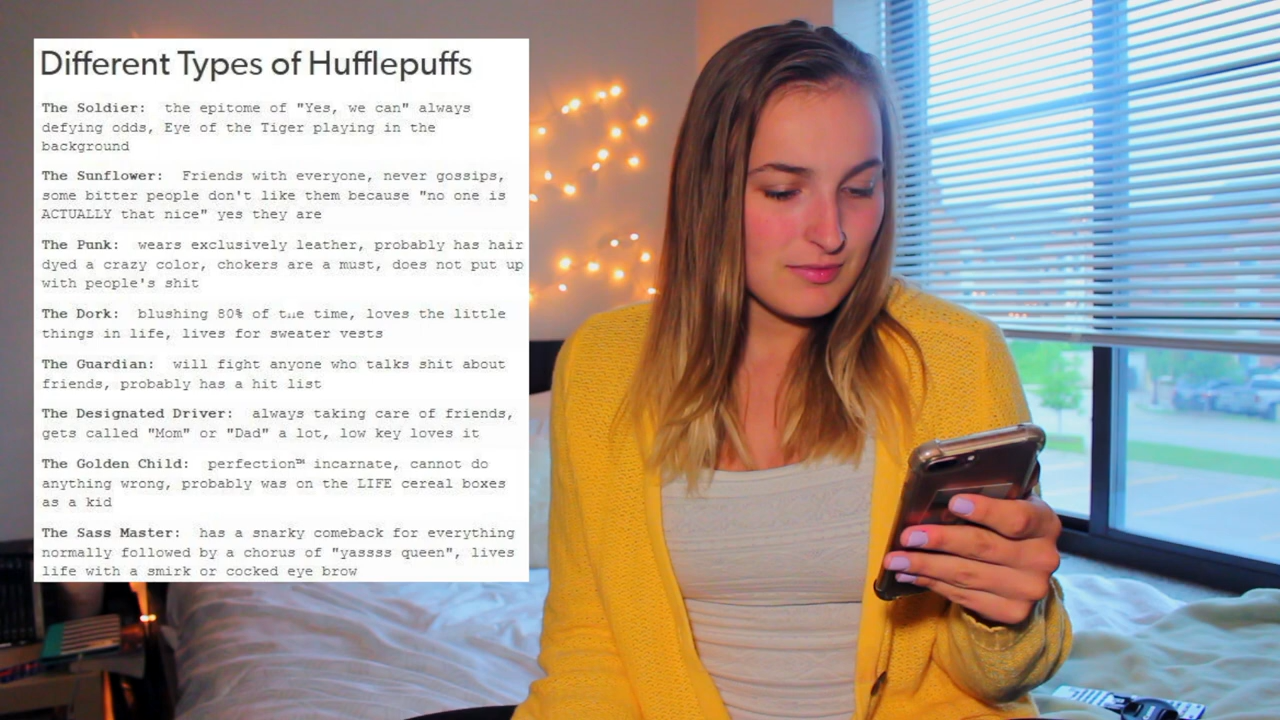 Different Types of Hufflepuffs
The Soldier: the epitome of "Yes, we can" always
defying odds, Eye of the Tiger playing in the
background
The Sunflower: Friends with everyone, never gossips,
some bitter people don't like them because "no one is
ACTUALLY that nice" yes they are
The Punk: wears exclusively leather, probably has hair
dyed a crazy color, chokers are a must, does not put up
with people's shit
The Dork: blushing 80% of the time, loves the little
things in life, lives for sweater vests
The Guardian: will fight anyone who talks shit about
friends, probably has a hit list
The Designated Driver: always taking care of friends,
gets called "Mom" or "Dad" a lot, low key loves it
The Golden Child: perfection™ incarnate, cannot do
anything wrong, probably was on the LIFE cereal boxes
as a kid
The Sass Master: has a snarky comeback for everything
normally followed by a chorus of "yassss queen", lives
life with a smirk or cocked eye brow